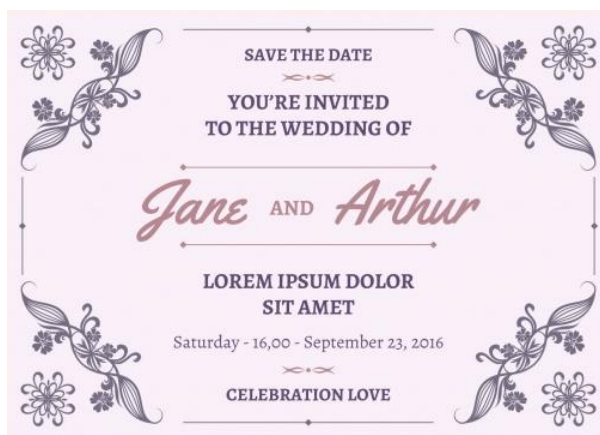 SAVE THE DATE
YOU'RE INVITED
TO THE WEDDING OF
Jane AND Arthur
LOREM IPSUM DOLOR
SIT AMET
Saturday - 16,00 - September 23, 2016
CELEBRATION LOVE